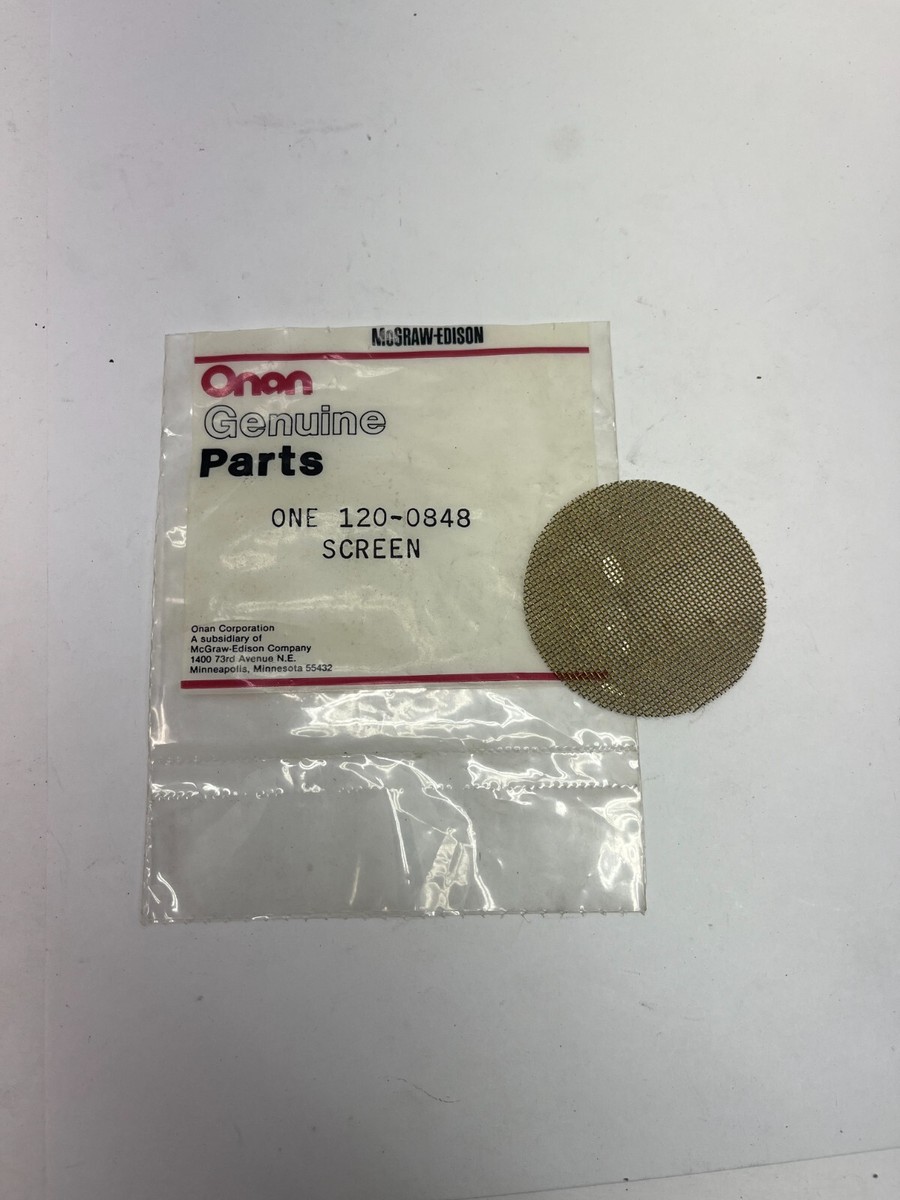 McGRAW-EDISON
Onan
Genuine
Parts
ONE 120-0848
SCREEN
Onan Corporation
A subsidiary of
McGraw-Edison Company
1400 73rd Avenue N.E.
Minneapolis, Minnesota 55432